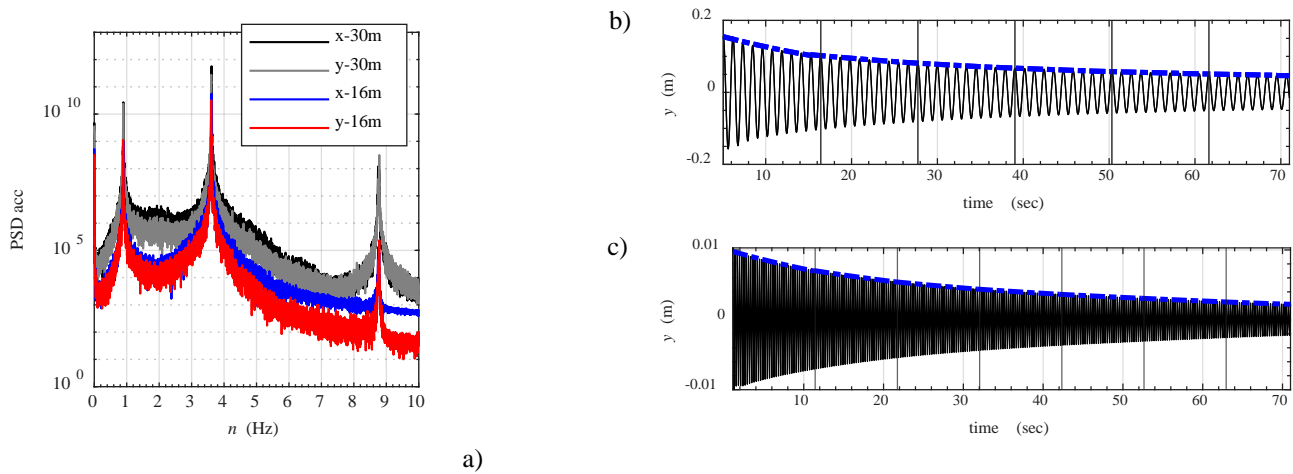 x-30m
y-30m
x-16m
y-16m
10 10
10 5
10 0
PSD acc
0 1 2 3 4 5 6 7 8 9 10
n (Hz)
a)
b)
0.2
0
-0.2
y (m)
10 20 30 40 50 60 70
time (sec)
c)
0.01
0
-0.01
y (m)
10 20 30 40 50 60 70
time (sec)